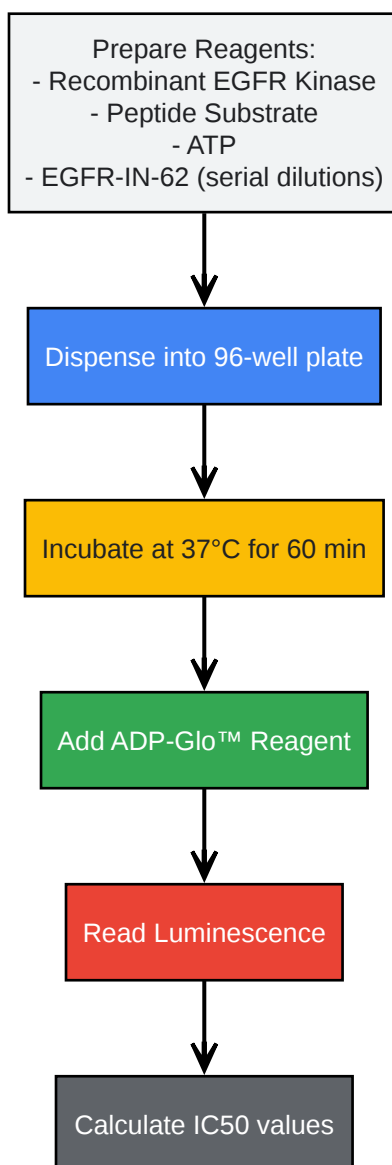 Prepare Reagents:
- Recombinant EGFR Kinase
- Peptide Substrate
- ATP
- EGFR-IN-62 (serial dilutions)
Dispense into 96-well plate
Incubate at 37°C for 60 min
Add ADP-Glo™ Reagent
Read Luminescence
Calculate IC50 values